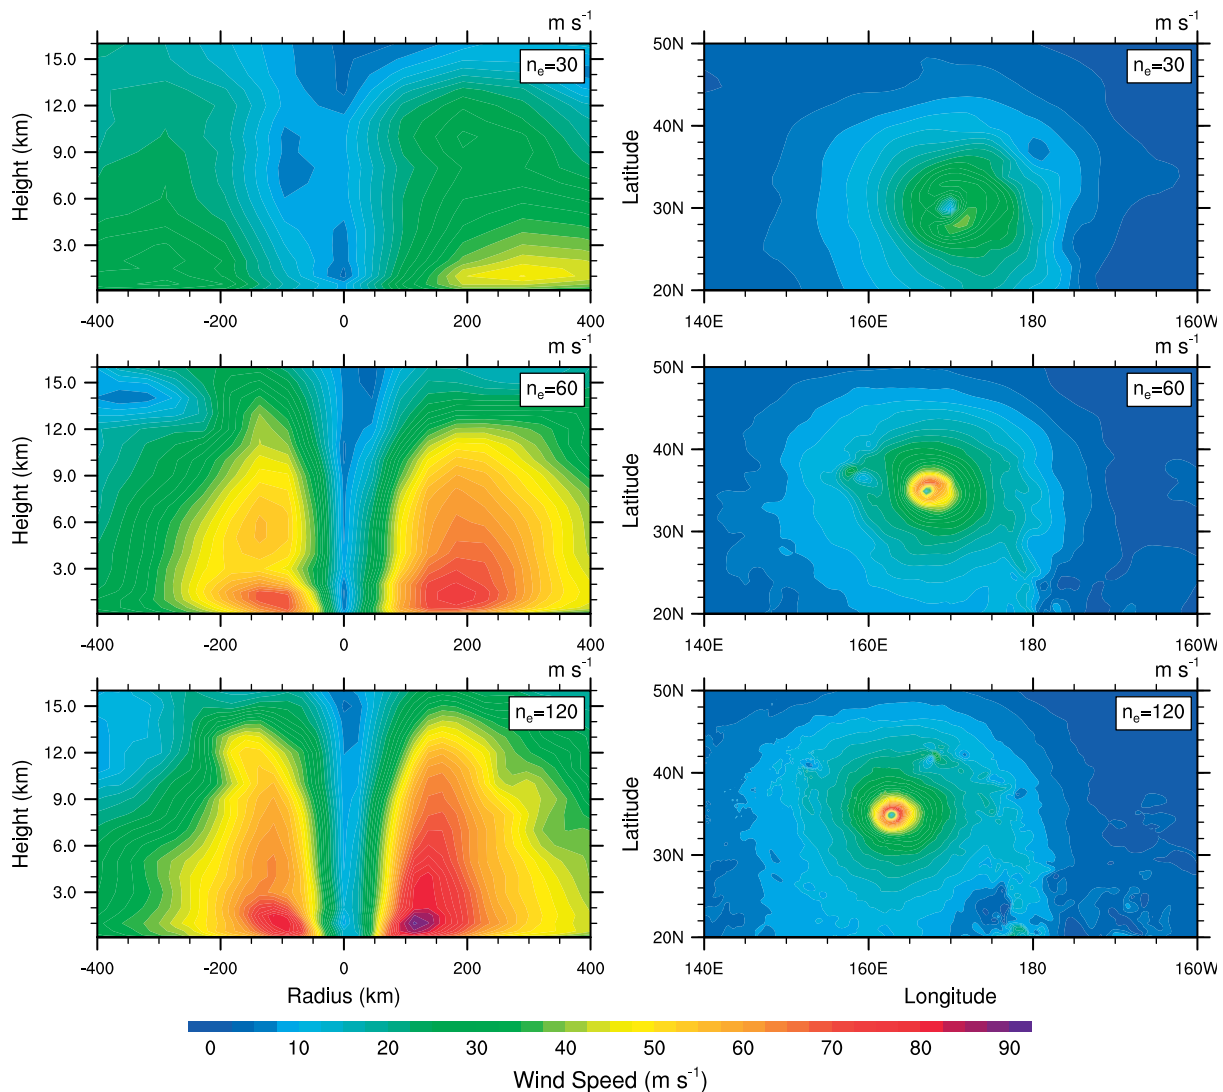 m s-1 m s-1
15.0 12.0 9.0 6.0 3.0 Height (km) ne=30 50N 40N 30N 20N Latitude ne=30
-400 -200 0 200 400 140E 160E 180 160W
m s-1 m s-1
15.0 12.0 9.0 6.0 3.0 Height (km) ne=60 50N 40N 30N 20N Latitude ne=60
-400 -200 0 200 400 140E 160E 180 160W
m s-1 m s-1
15.0 12.0 9.0 6.0 3.0 Height (km) ne=120 50N 40N 30N 20N Latitude ne=120
-400 -200 0 200 400 140E 160E 180 160W
Radius (km) Longitude
0 10 20 30 40 50 60 70 80 90
Wind Speed (m s-1)